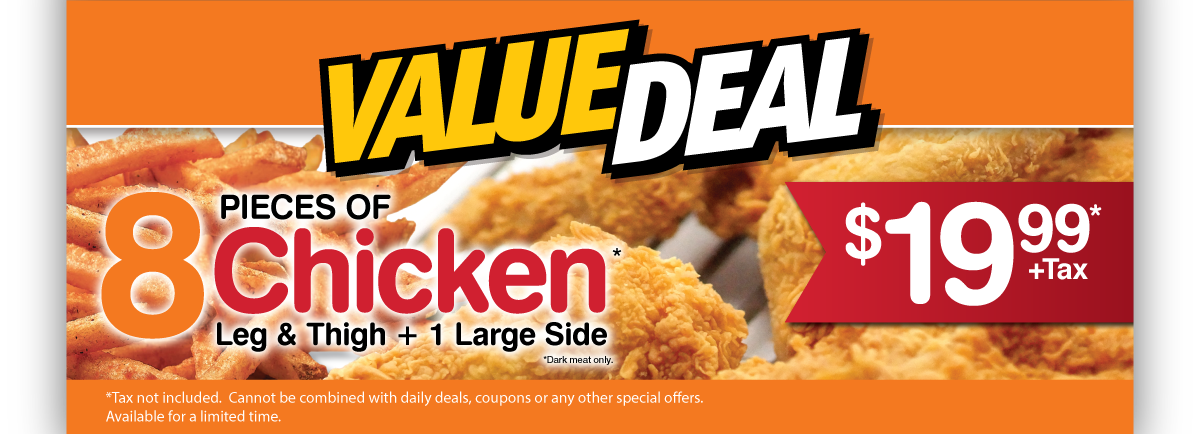 VALUE DEAL
8 PIECES OF
Chicken*
Leg & Thigh + 1 Large Side
*Dark meat only.
$19.99*
+Tax
*Tax not included. Cannot be combined with daily deals, coupons or any other special offers.
Available for a limited time.